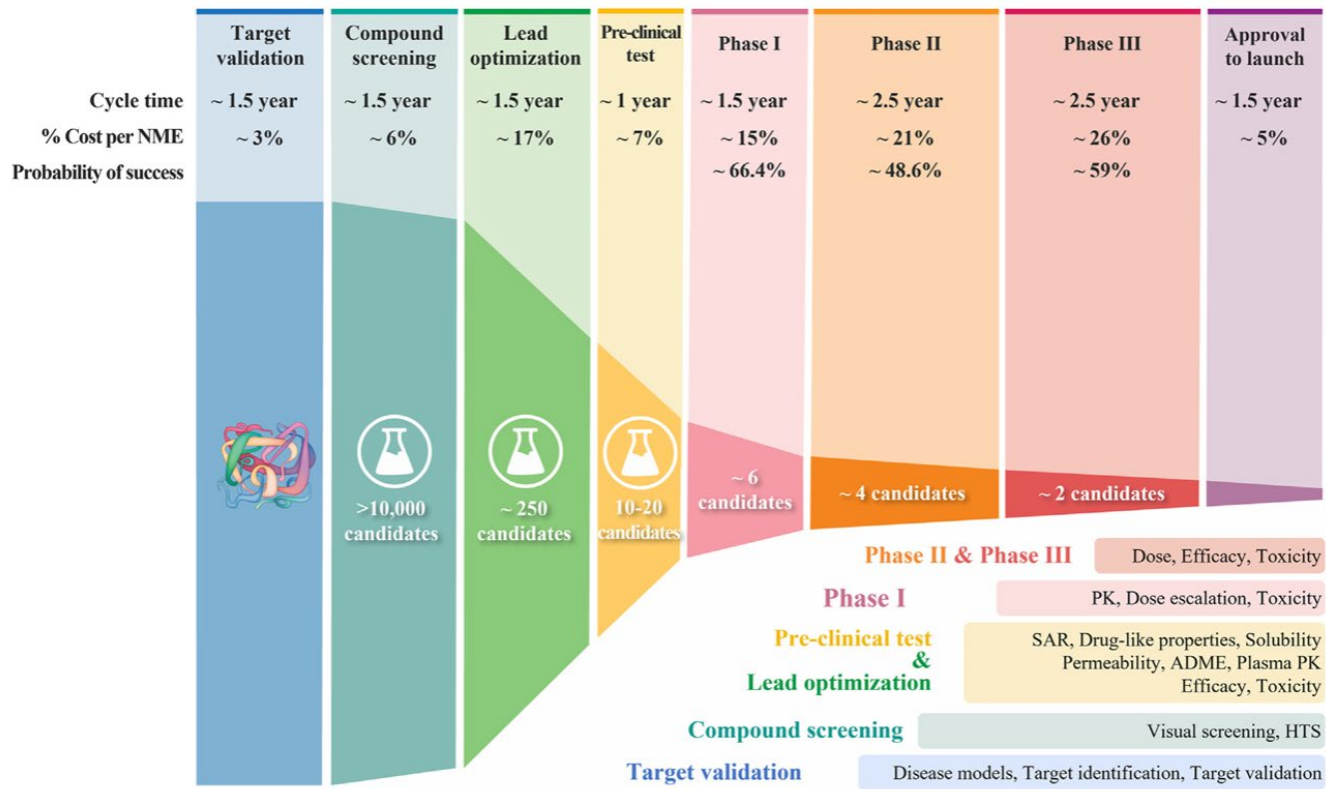 Target
validation
Compound
screening
Lead
optimization
Pre-clinical
test
Phase I
Phase II
Phase III
Approval
to launch
Cycle time
~ 1.5 year
~ 1.5 year
~ 1.5 year
~ 1 year
~ 1.5 year
~ 2.5 year
~ 2.5 year
~ 1.5 year
% Cost per NME
~ 3%
~ 6%
~ 17%
~ 7%
~ 15%
~ 21%
~ 26%
~ 5%
Probability of success
~ 66.4%
~ 48.6%
~ 59%
>10,000
candidates
~ 250
candidates
10-20
candidates
~ 6
candidates
~ 4 candidates
~ 2 candidates
Phase II & Phase III
Dose, Efficacy, Toxicity
Phase I
PK, Dose escalation, Toxicity
Pre-clinical test
&
Lead optimization
SAR, Drug-like properties, Solubility
Permeability, ADME, Plasma PK
Efficacy, Toxicity
Compound screening
Visual screening, HTS
Target validation
Disease models, Target identification, Target validation